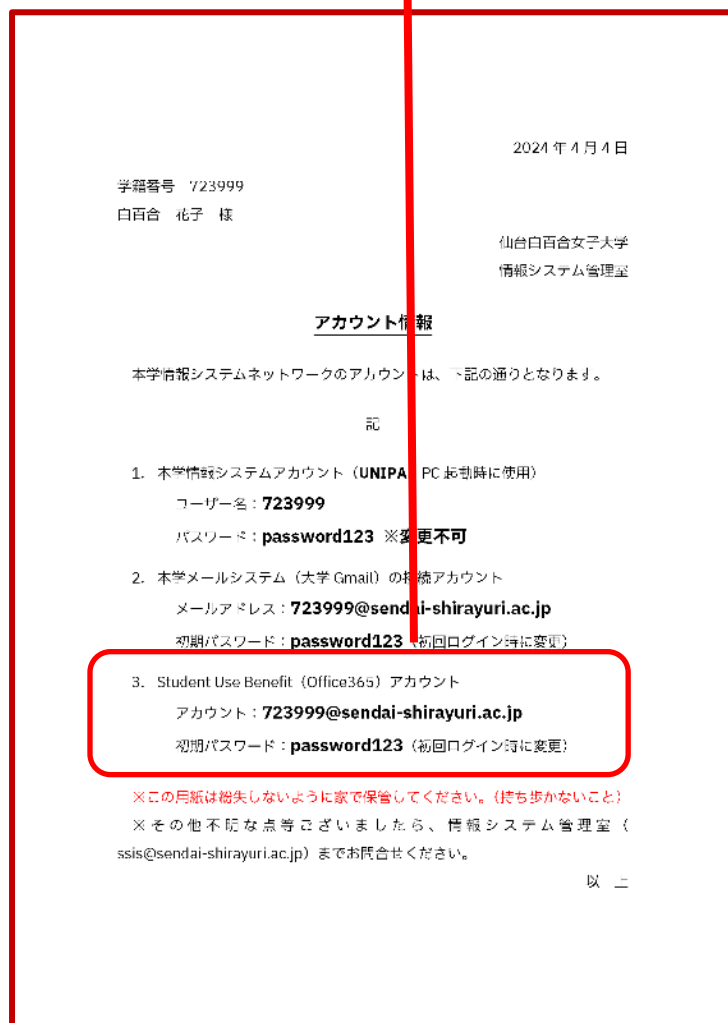 2024 年 4 月 4 日
学籍番号 723999
白百合 花子 様
仙台白百合女子大学
情報システム管理室
アカウント情報
本学情報システムネットワークのアカウントは、下記の通りとなります。
記
1. 本学情報システムアカウント（UNIPA PC 起動時に使用）
ユーザー名：723999
パスワード：password123 ※変更不可
2. 本学メールシステム（大学 Gmail）の接続アカウント
メールアドレス：723999@sendai-shirayuri.ac.jp
初期パスワード：password123（初回ログイン時に変更）
3. Student Use Benefit（Office365）アカウント
アカウント：723999@sendai-shirayuri.ac.jp
初期パスワード：password123（初回ログイン時に変更）
※この用紙は紛失しないように家で保管してください。（持ち歩かないこと）
※その他不明な点等ございましたら、情報システム管理室（
ssis@sendai-shirayuri.ac.jp）までお問合せください。
以 上